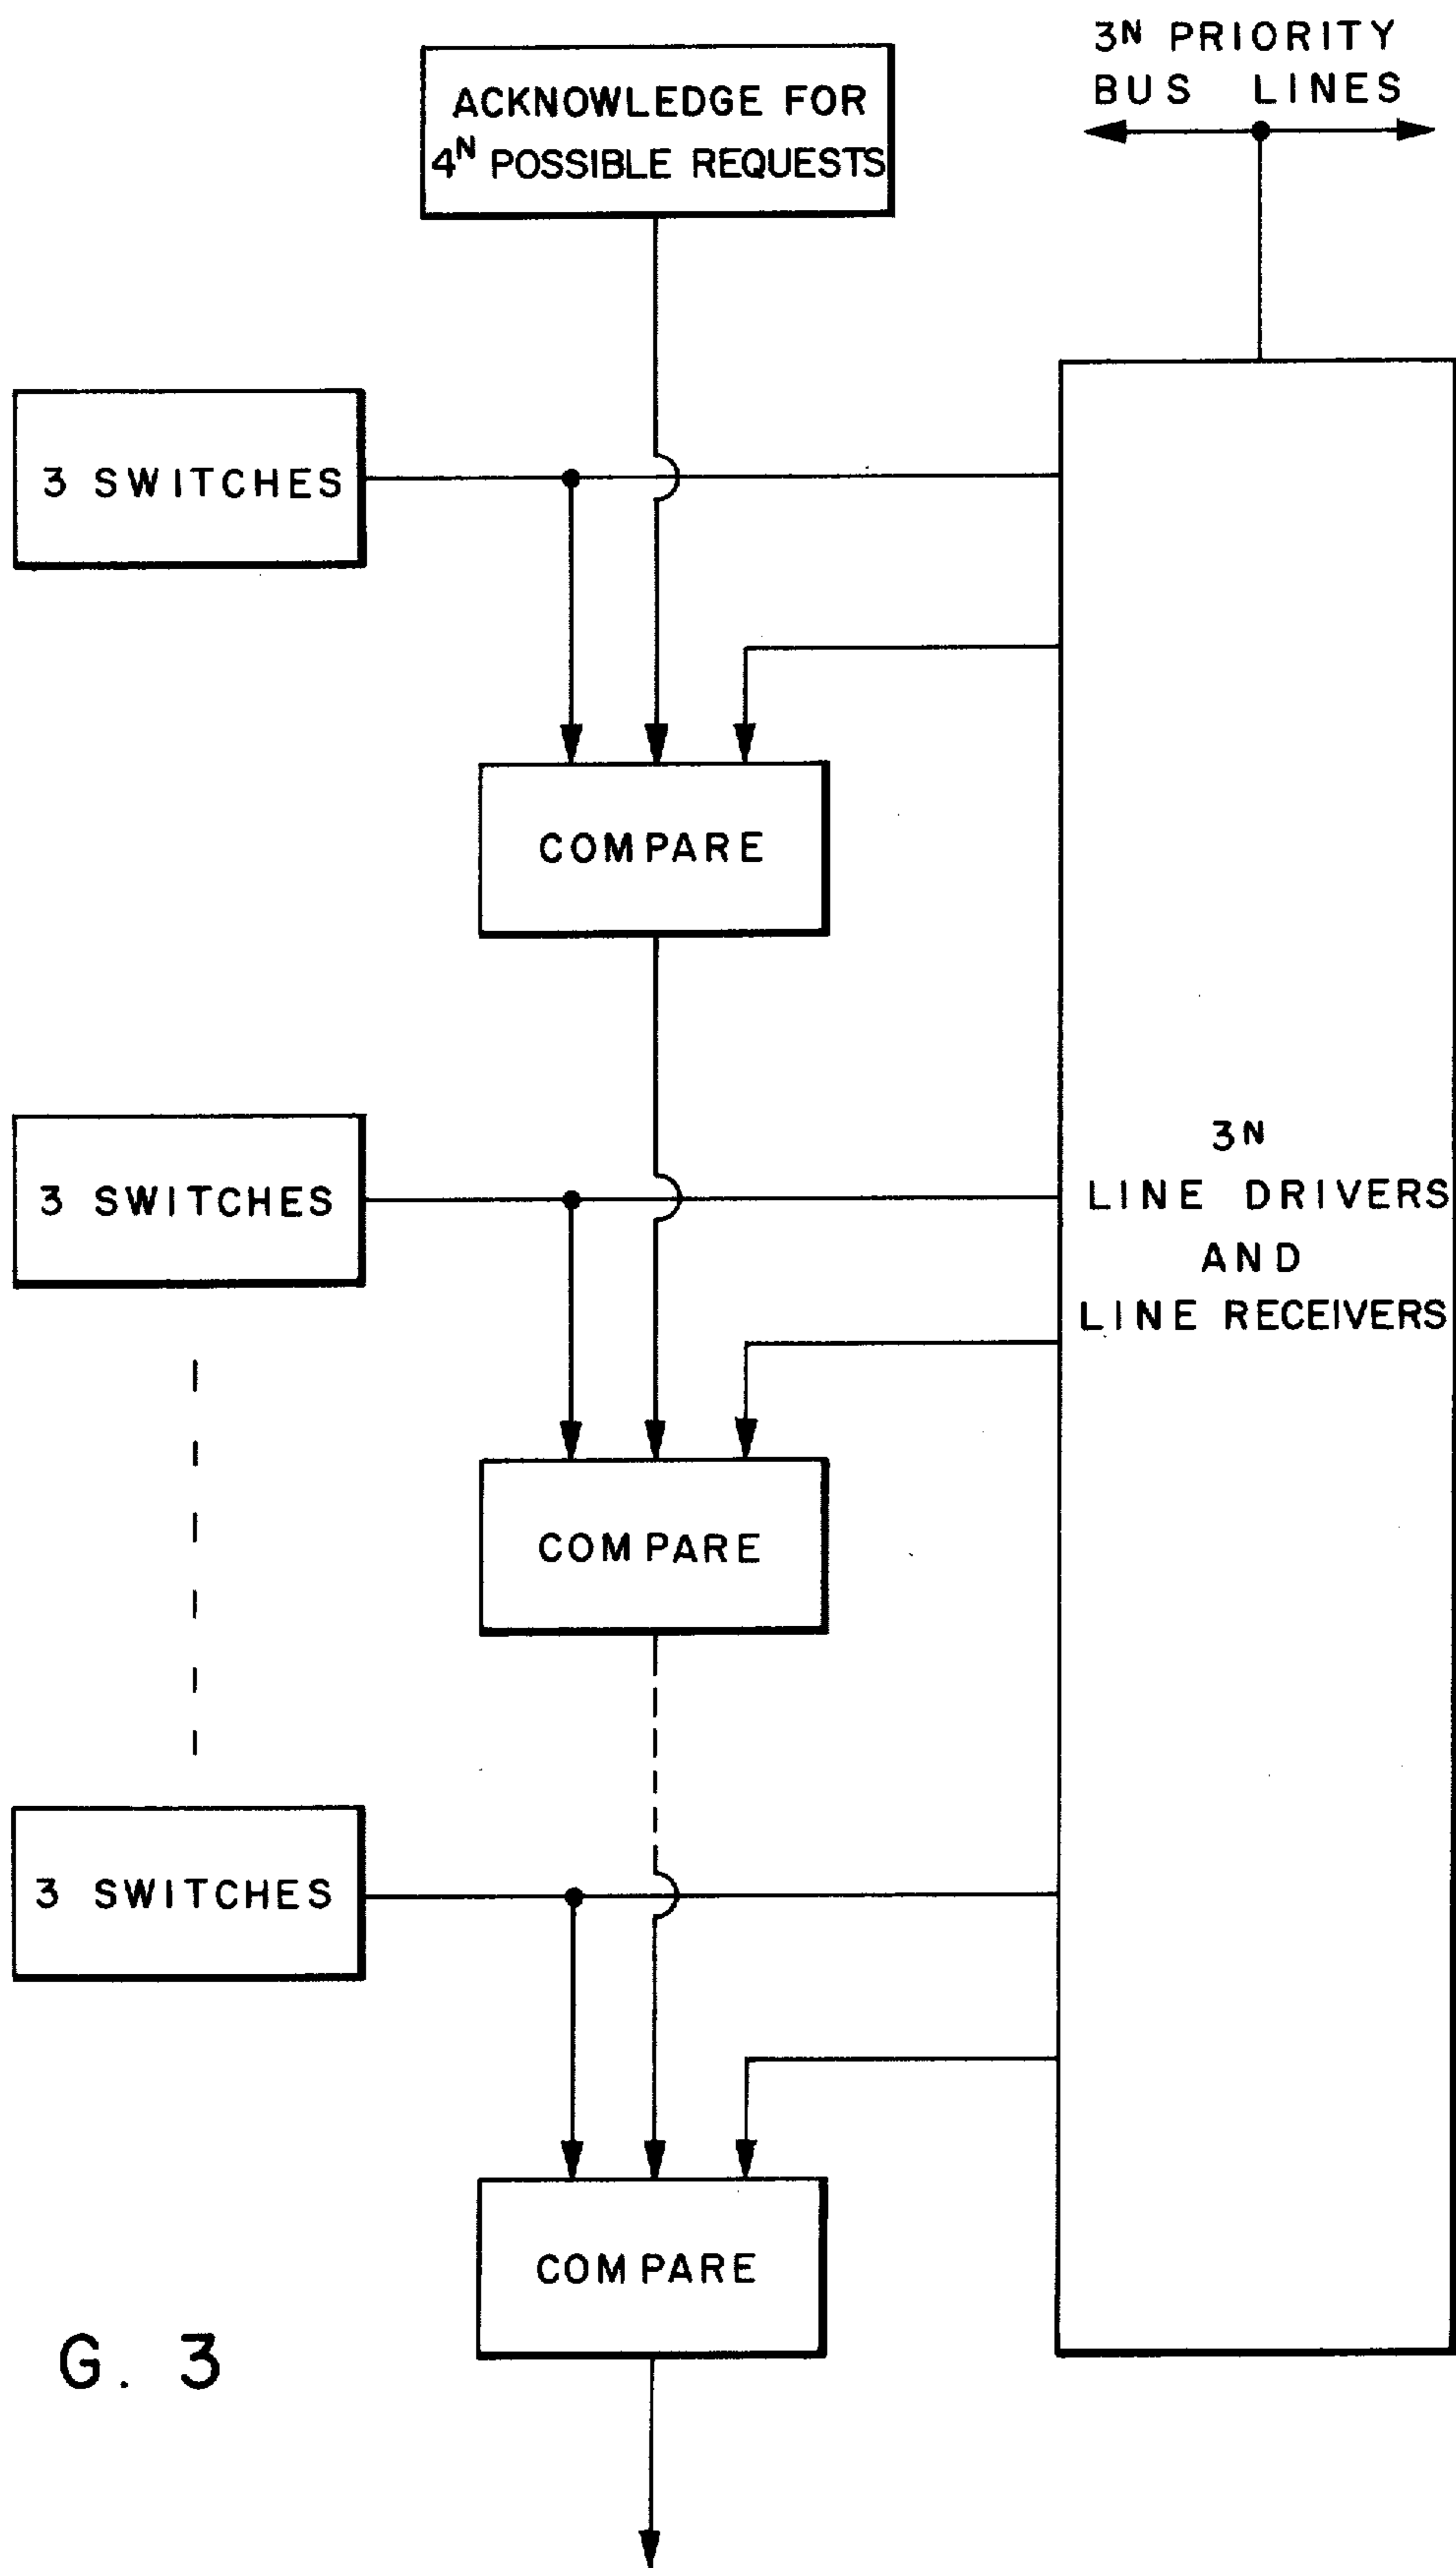 3N PRIORITY
BUS LINES
ACKNOWLEDGE FOR
4ᴺ POSSIBLE REQUESTS
3 SWITCHES
COMPARE
3 SWITCHES
3N
LINE DRIVERS
AND
LINE RECEIVERS
COMPARE
3 SWITCHES
COMPARE
G. 3